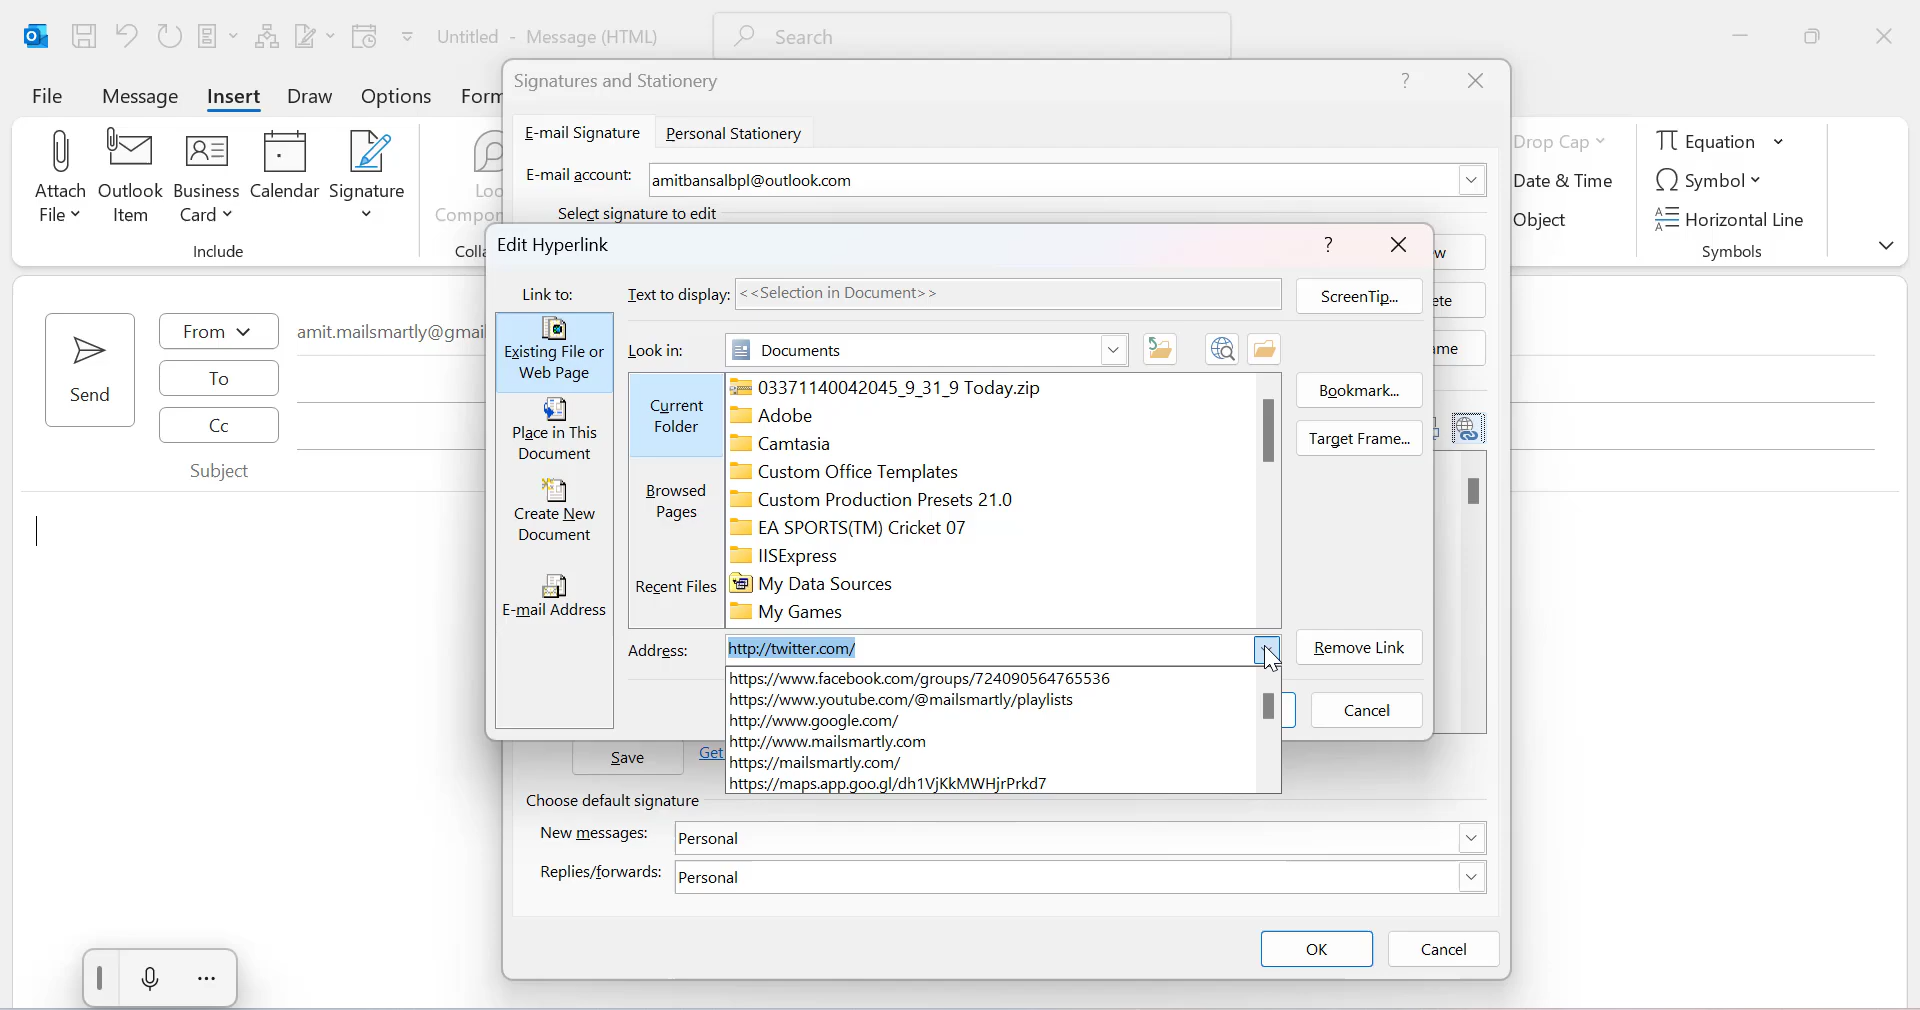 Untitled - Message (HTML)
Search
File Message Insert Draw Options
Signatures and Stationery
?
E-mail Signature Personal Stationery
Attach File
Outlook Item
Business Card
Calendar
Signature
Include
E-mail account: amitbansalbpl@outlook.com
Select signature to edit
Drop Cap
Date & Time
Object
Equation
Symbol
Horizontal Line
Symbols
Edit Hyperlink
?
Link to:
Text to display: <<Selection in Document>>
ScreenTip...
Existing File or
Web Page
Look in: Documents
Place in This
Document
Create New
Document
E-mail Address
Current
Folder
Browsed
Pages
Recent Files
03371140042045_9_31_9 Today.zip
Adobe
Camtasia
Custom Office Templates
Custom Production Presets 21.0
EA SPORTS(TM) Cricket 07
IISExpress
My Data Sources
My Games
Bookmark...
Target Frame...
Address: http://twitter.com/
Remove Link
https://www.facebook.com/groups/724090564765536
https://www.youtube.com/@mailsmartly/playlists
http://www.google.com/
http://www.mailsmartly.com
https://mailsmartly.com/
https://maps.app.goo.gl/dh1VjKkMWHjrPrkd7
Cancel
Send
From amit.mailsmartly@gmai
To
Cc
Subject
Save Get
Choose default signature
New messages: Personal
Replies/forwards: Personal
OK Cancel